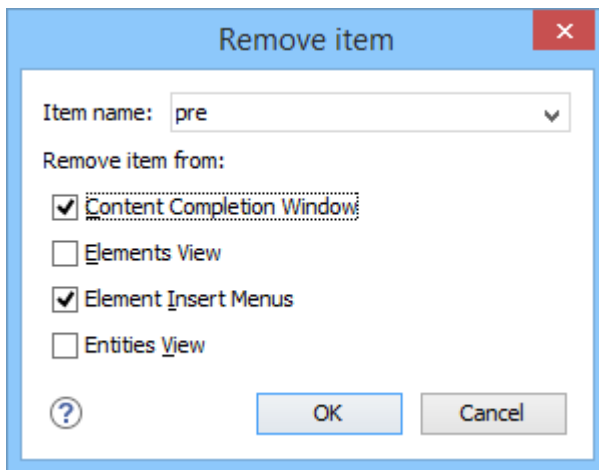 Remove item
Item name: pre
Remove item from:
Content Completion Window
Elements View
Element Insert Menus
Entities View
? OK Cancel